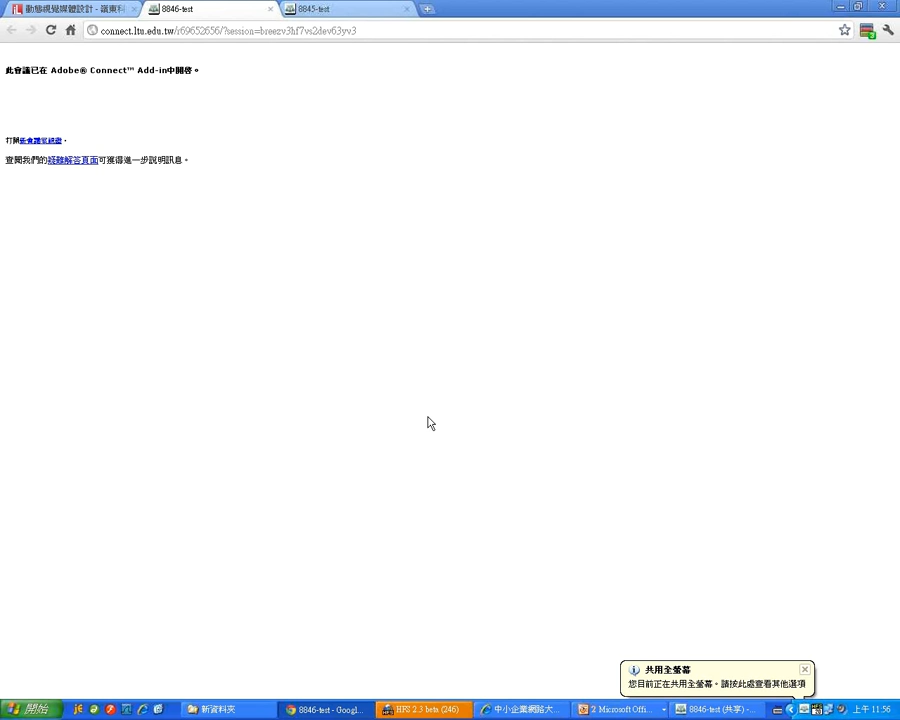 動態視覺媒體設計 - 嶺東科
8846-test
8845-test
connect.ltu.edu.tw/r69652656/?session=breezv3hf7vs2dev63yv3
此會議已在 Adobe® Connect™ Add-in中開啓。
打開
查閱我們的疑難解答頁面可獲得進一步說明訊息。
共用全螢幕
您目前正在共用全螢幕。請按此處查看其他選項
開始
新資料夾
8846-test - Googl...
HFS 2.3 beta (246)
中小企業網路大...
2 Microsoft Offi...
8846-test (共享) -...
上午 11:56